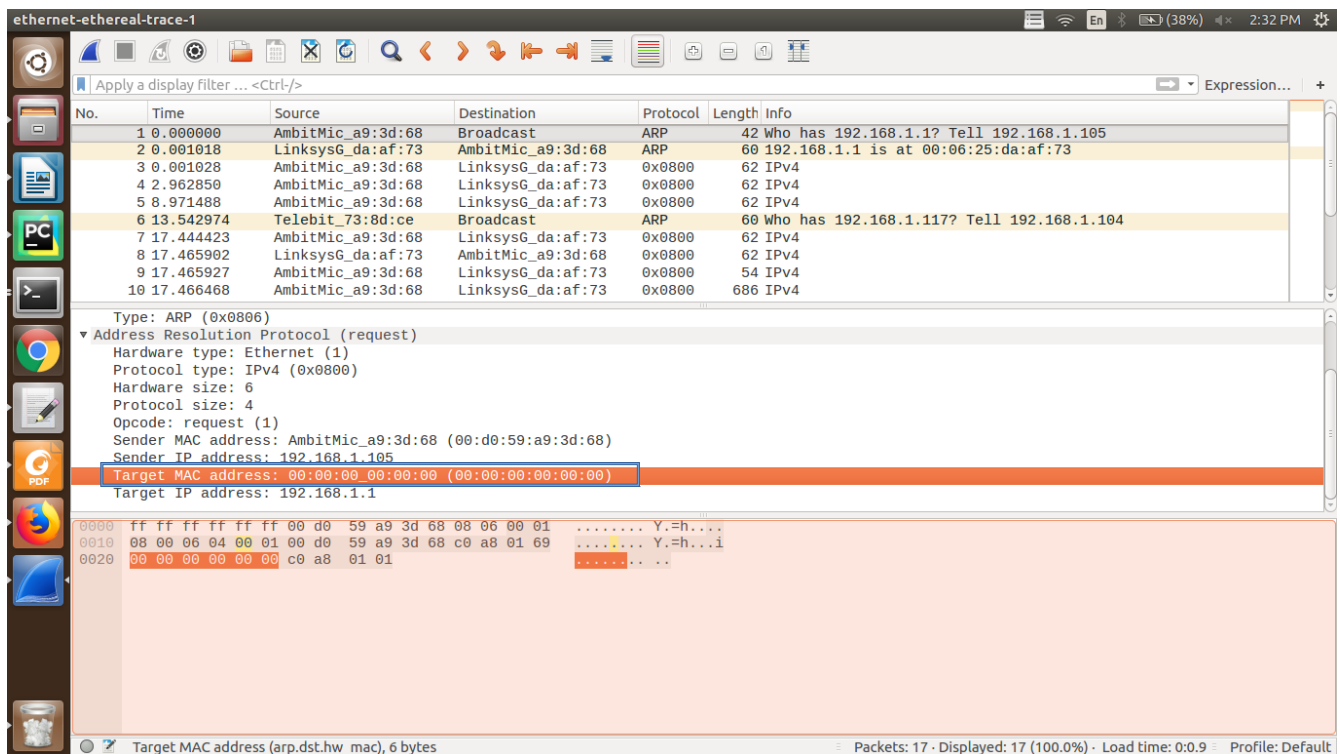 ethernet-ethereal-trace-1 En (38%) 2:32 PM
Apply a display filter … <Ctrl-/> Expression… +
No. Time Source Destination Protocol Length Info
1 0.000000 AmbitMic_a9:3d:68 Broadcast ARP 42 Who has 192.168.1.1? Tell 192.168.1.105
2 0.001018 LinksysG_da:af:73 AmbitMic_a9:3d:68 ARP 60 192.168.1.1 is at 00:06:25:da:af:73
3 0.001028 AmbitMic_a9:3d:68 LinksysG_da:af:73 0x0800 62 IPv4
4 2.962850 AmbitMic_a9:3d:68 LinksysG_da:af:73 0x0800 62 IPv4
5 8.971488 AmbitMic_a9:3d:68 LinksysG_da:af:73 0x0800 62 IPv4
6 13.542974 Telebit_73:8d:ce Broadcast ARP 60 Who has 192.168.1.117? Tell 192.168.1.104
7 17.444423 AmbitMic_a9:3d:68 LinksysG_da:af:73 0x0800 62 IPv4
8 17.465902 LinksysG_da:af:73 AmbitMic_a9:3d:68 0x0800 62 IPv4
9 17.465927 AmbitMic_a9:3d:68 LinksysG_da:af:73 0x0800 54 IPv4
10 17.466468 AmbitMic_a9:3d:68 LinksysG_da:af:73 0x0800 686 IPv4
PC
Type: ARP (0x0806)
Address Resolution Protocol (request)
Hardware type: Ethernet (1)
Protocol type: IPv4 (0x0800)
Hardware size: 6
Protocol size: 4
Opcode: request (1)
Sender MAC address: AmbitMic_a9:3d:68 (00:d0:59:a9:3d:68)
Sender IP address: 192.168.1.105
Target MAC address: 00:00:00_00:00:00 (00:00:00:00:00:00)
Target IP address: 192.168.1.1
PDF
0000 ff ff ff ff ff ff 00 d0 59 a9 3d 68 08 06 00 01 ........ Y.=h....
0010 08 00 06 04 00 01 00 d0 59 a9 3d 68 c0 a8 01 69 ........ Y.=h...i
0020 00 00 00 00 00 00 c0 a8 01 01 ........ ..
Target MAC address (arp.dst.hw_mac), 6 bytes Packets: 17 · Displayed: 17 (100.0%) · Load time: 0:0.9 Profile: Default